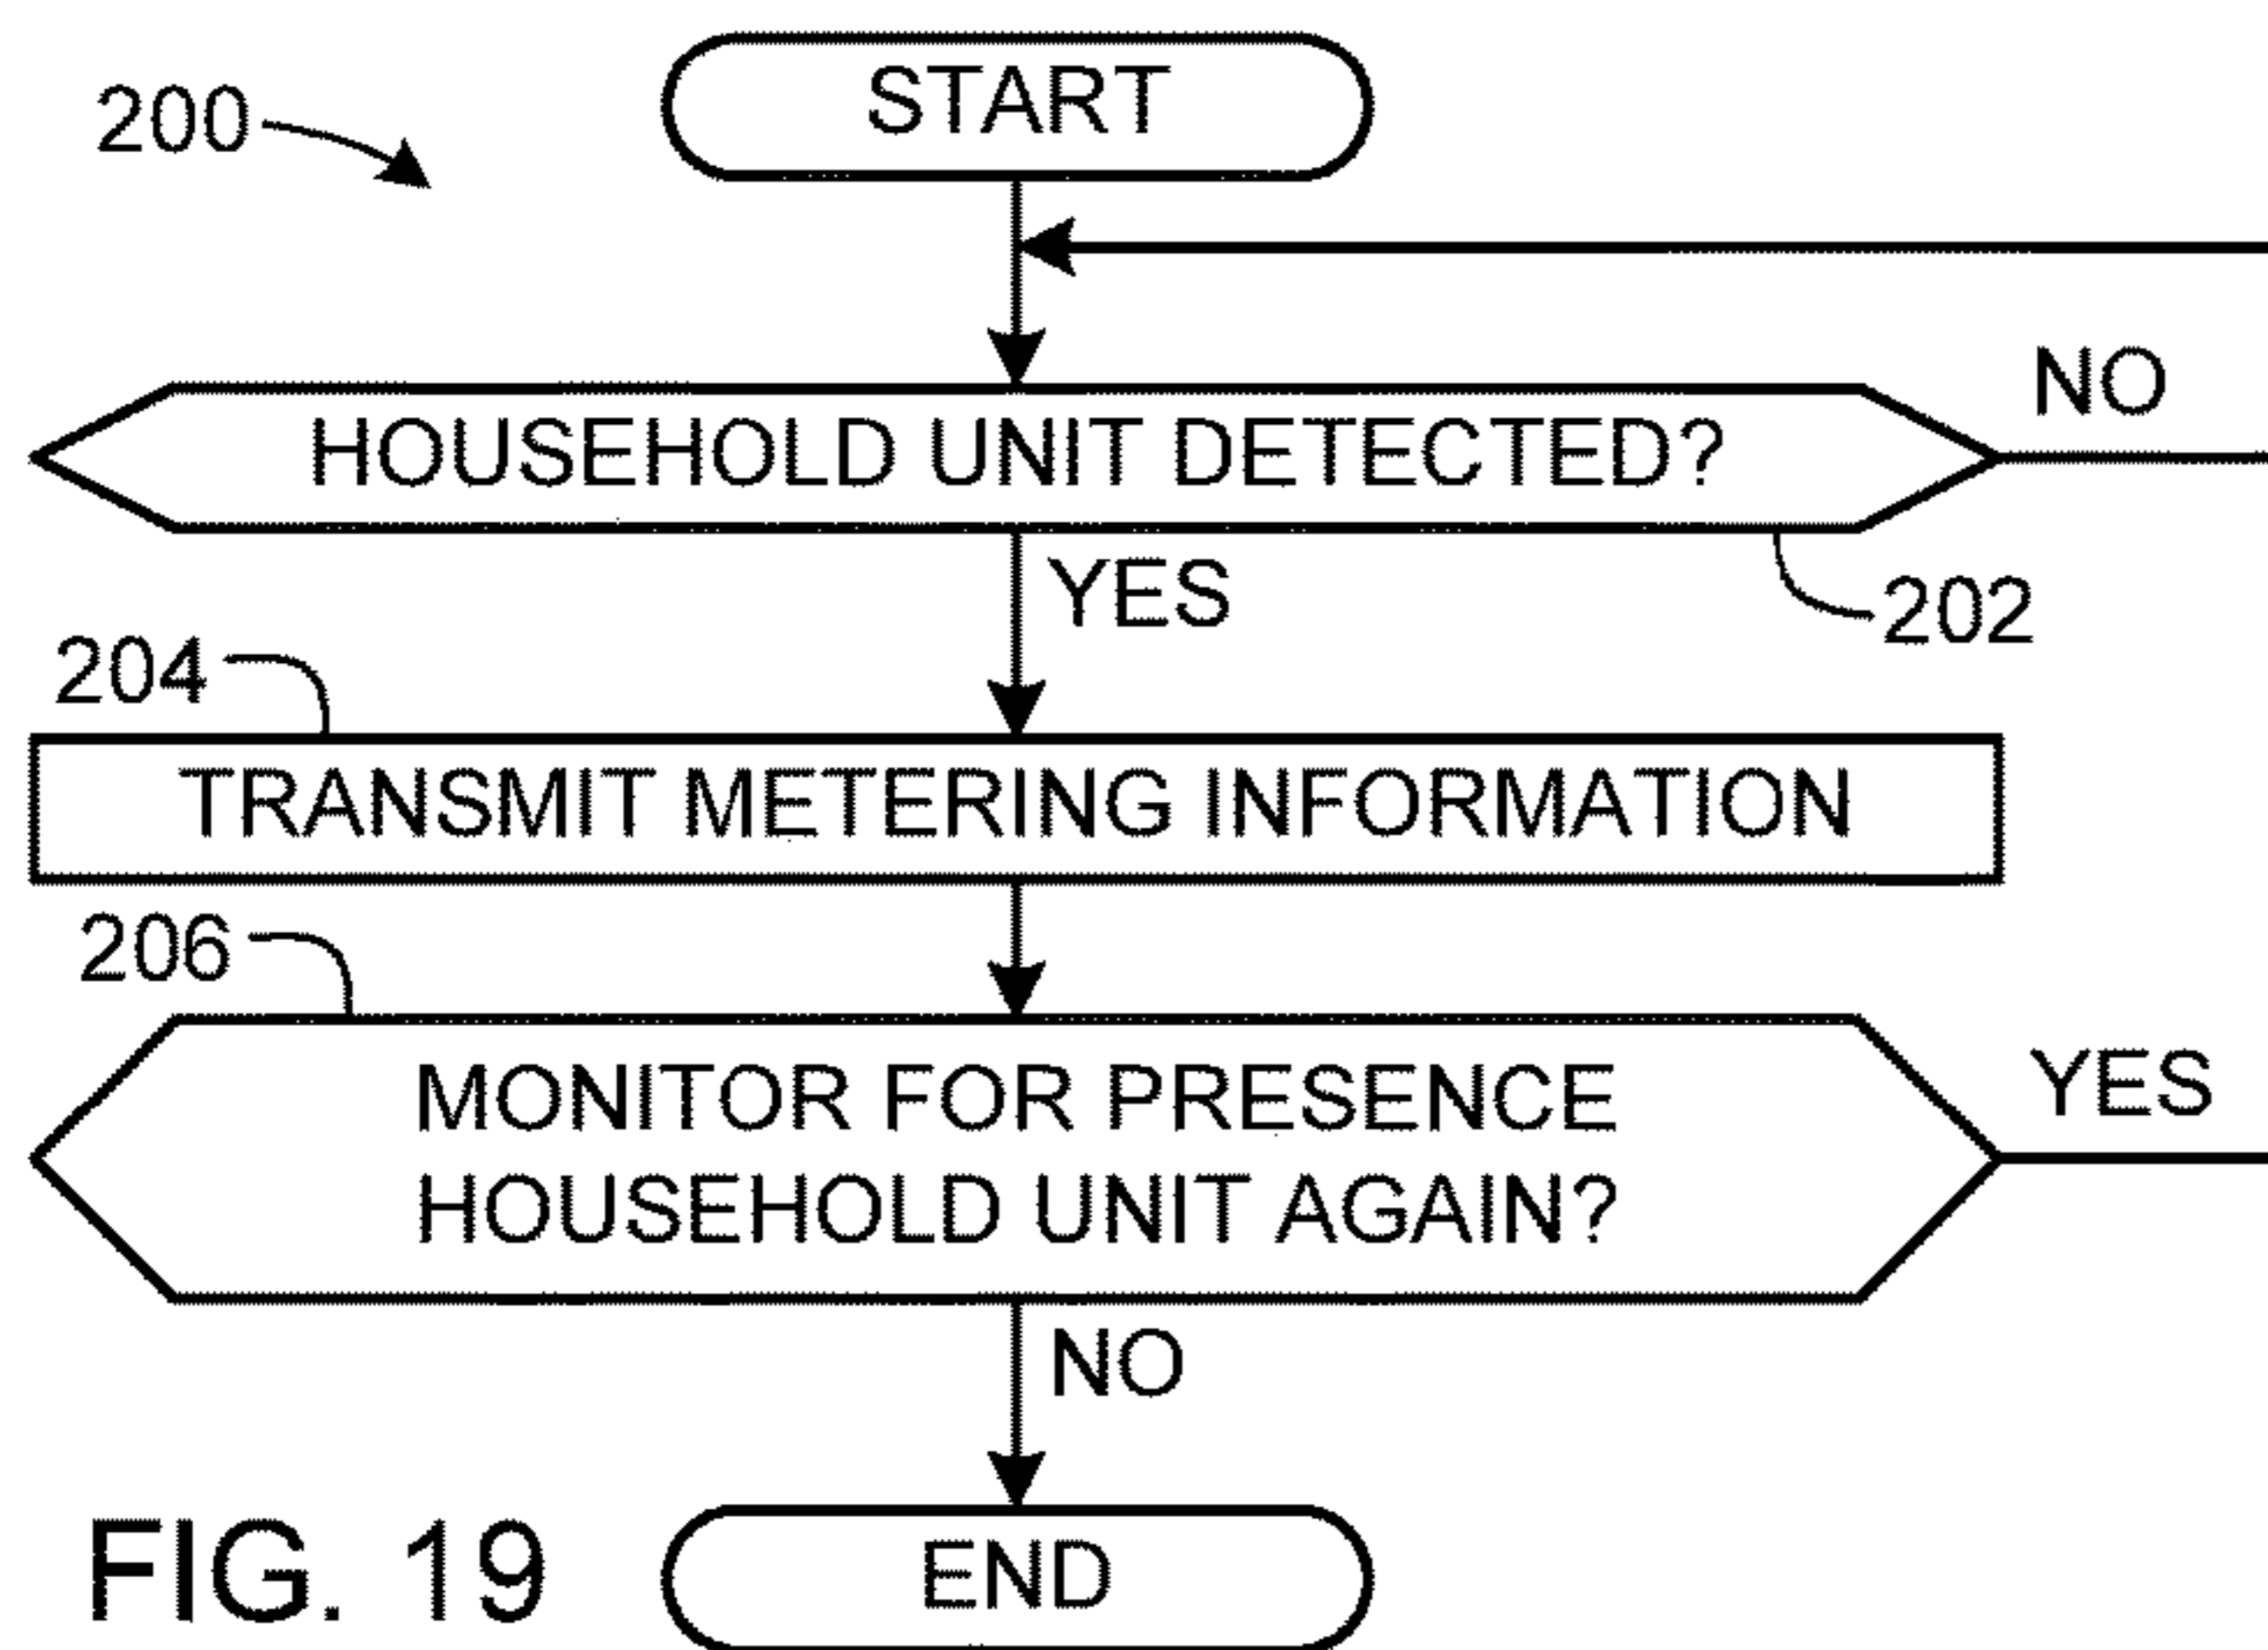 200
START
HOUSEHOLD UNIT DETECTED?
NO
YES
202
204
TRANSMIT METERING INFORMATION
206
MONITOR FOR PRESENCE
HOUSEHOLD UNIT AGAIN?
YES
NO
FIG. 19
END